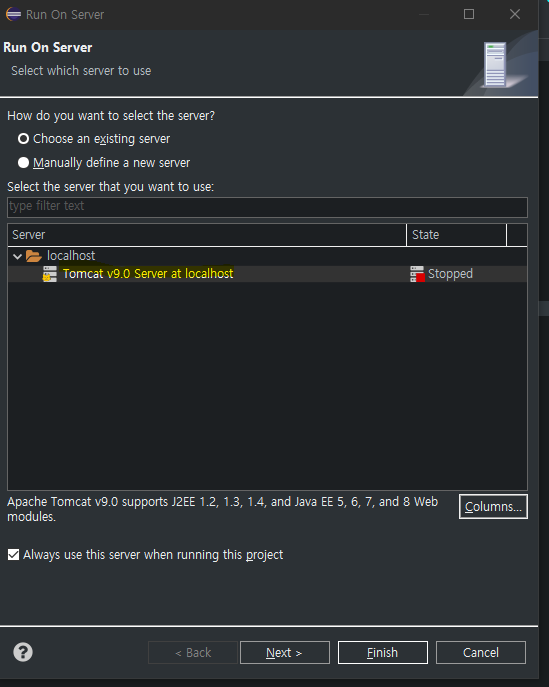 Run On Server
Run On Server
Select which server to use
How do you want to select the server?
Choose an existing server
Manually define a new server
Select the server that you want to use:
type filter text
Server State
localhost
Tomcat v9.0 Server at localhost Stopped
Apache Tomcat v9.0 supports J2EE 1.2, 1.3, 1.4, and Java EE 5, 6, 7, and 8 Web
modules.
Columns...
Always use this server when running this project
?
< Back Next > Finish Cancel